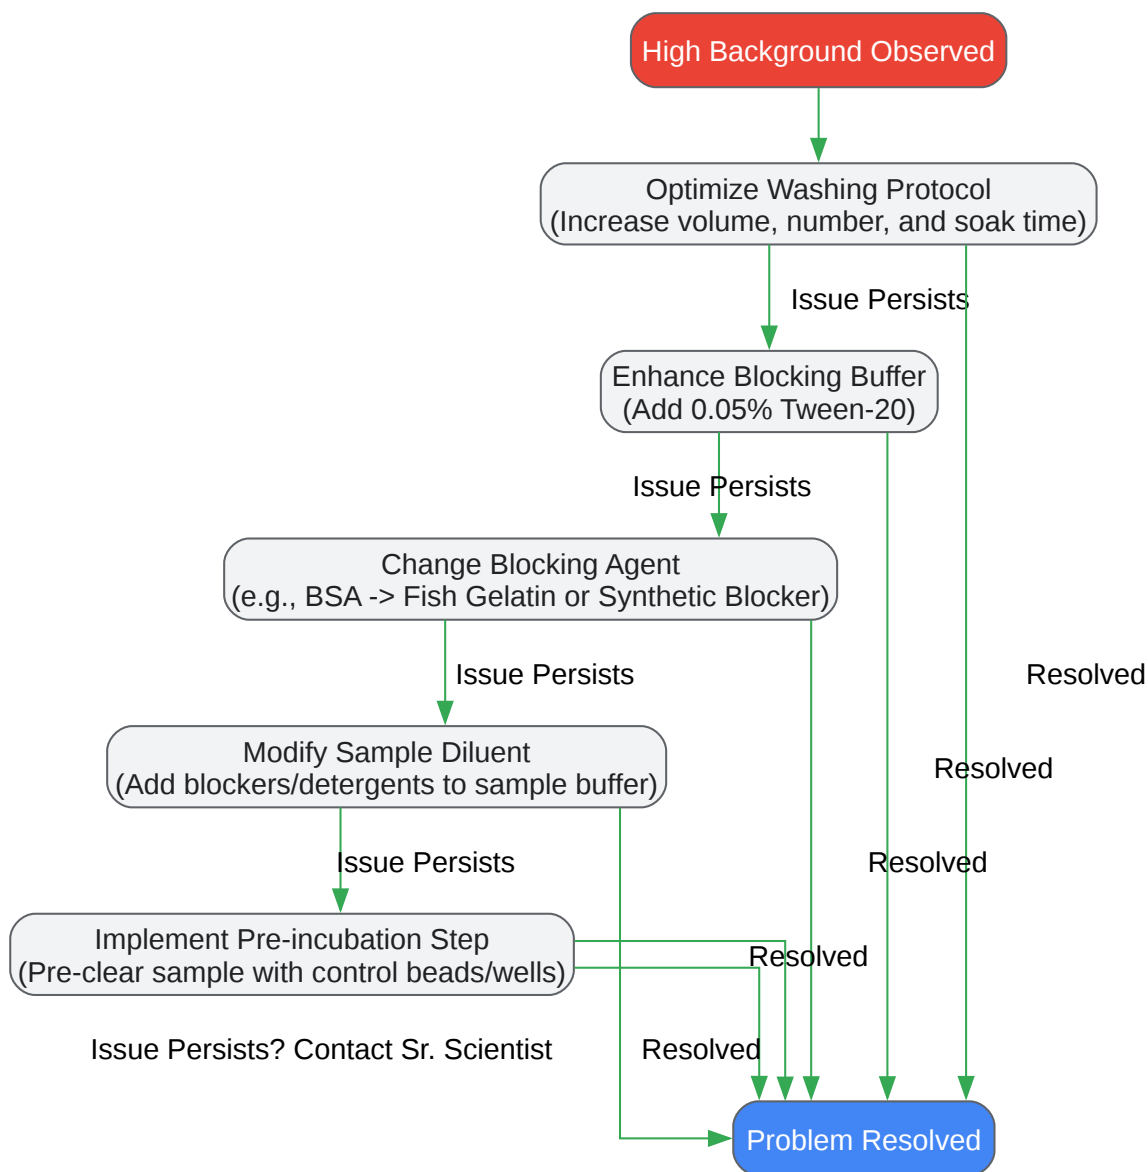 High Background Observed
Optimize Washing Protocol
(Increase volume, number, and soak time)
Issue Persists
Enhance Blocking Buffer
(Add 0.05% Tween-20)
Issue Persists
Change Blocking Agent
(e.g., BSA -> Fish Gelatin or Synthetic Blocker)
Issue Persists
Resolved
Modify Sample Diluent
(Add blockers/detergents to sample buffer)
Resolved
Issue Persists
Resolved
Implement Pre-incubation Step
(Pre-clear sample with control beads/wells)
Resolved
Issue Persists? Contact Sr. Scientist
Resolved
Problem Resolved